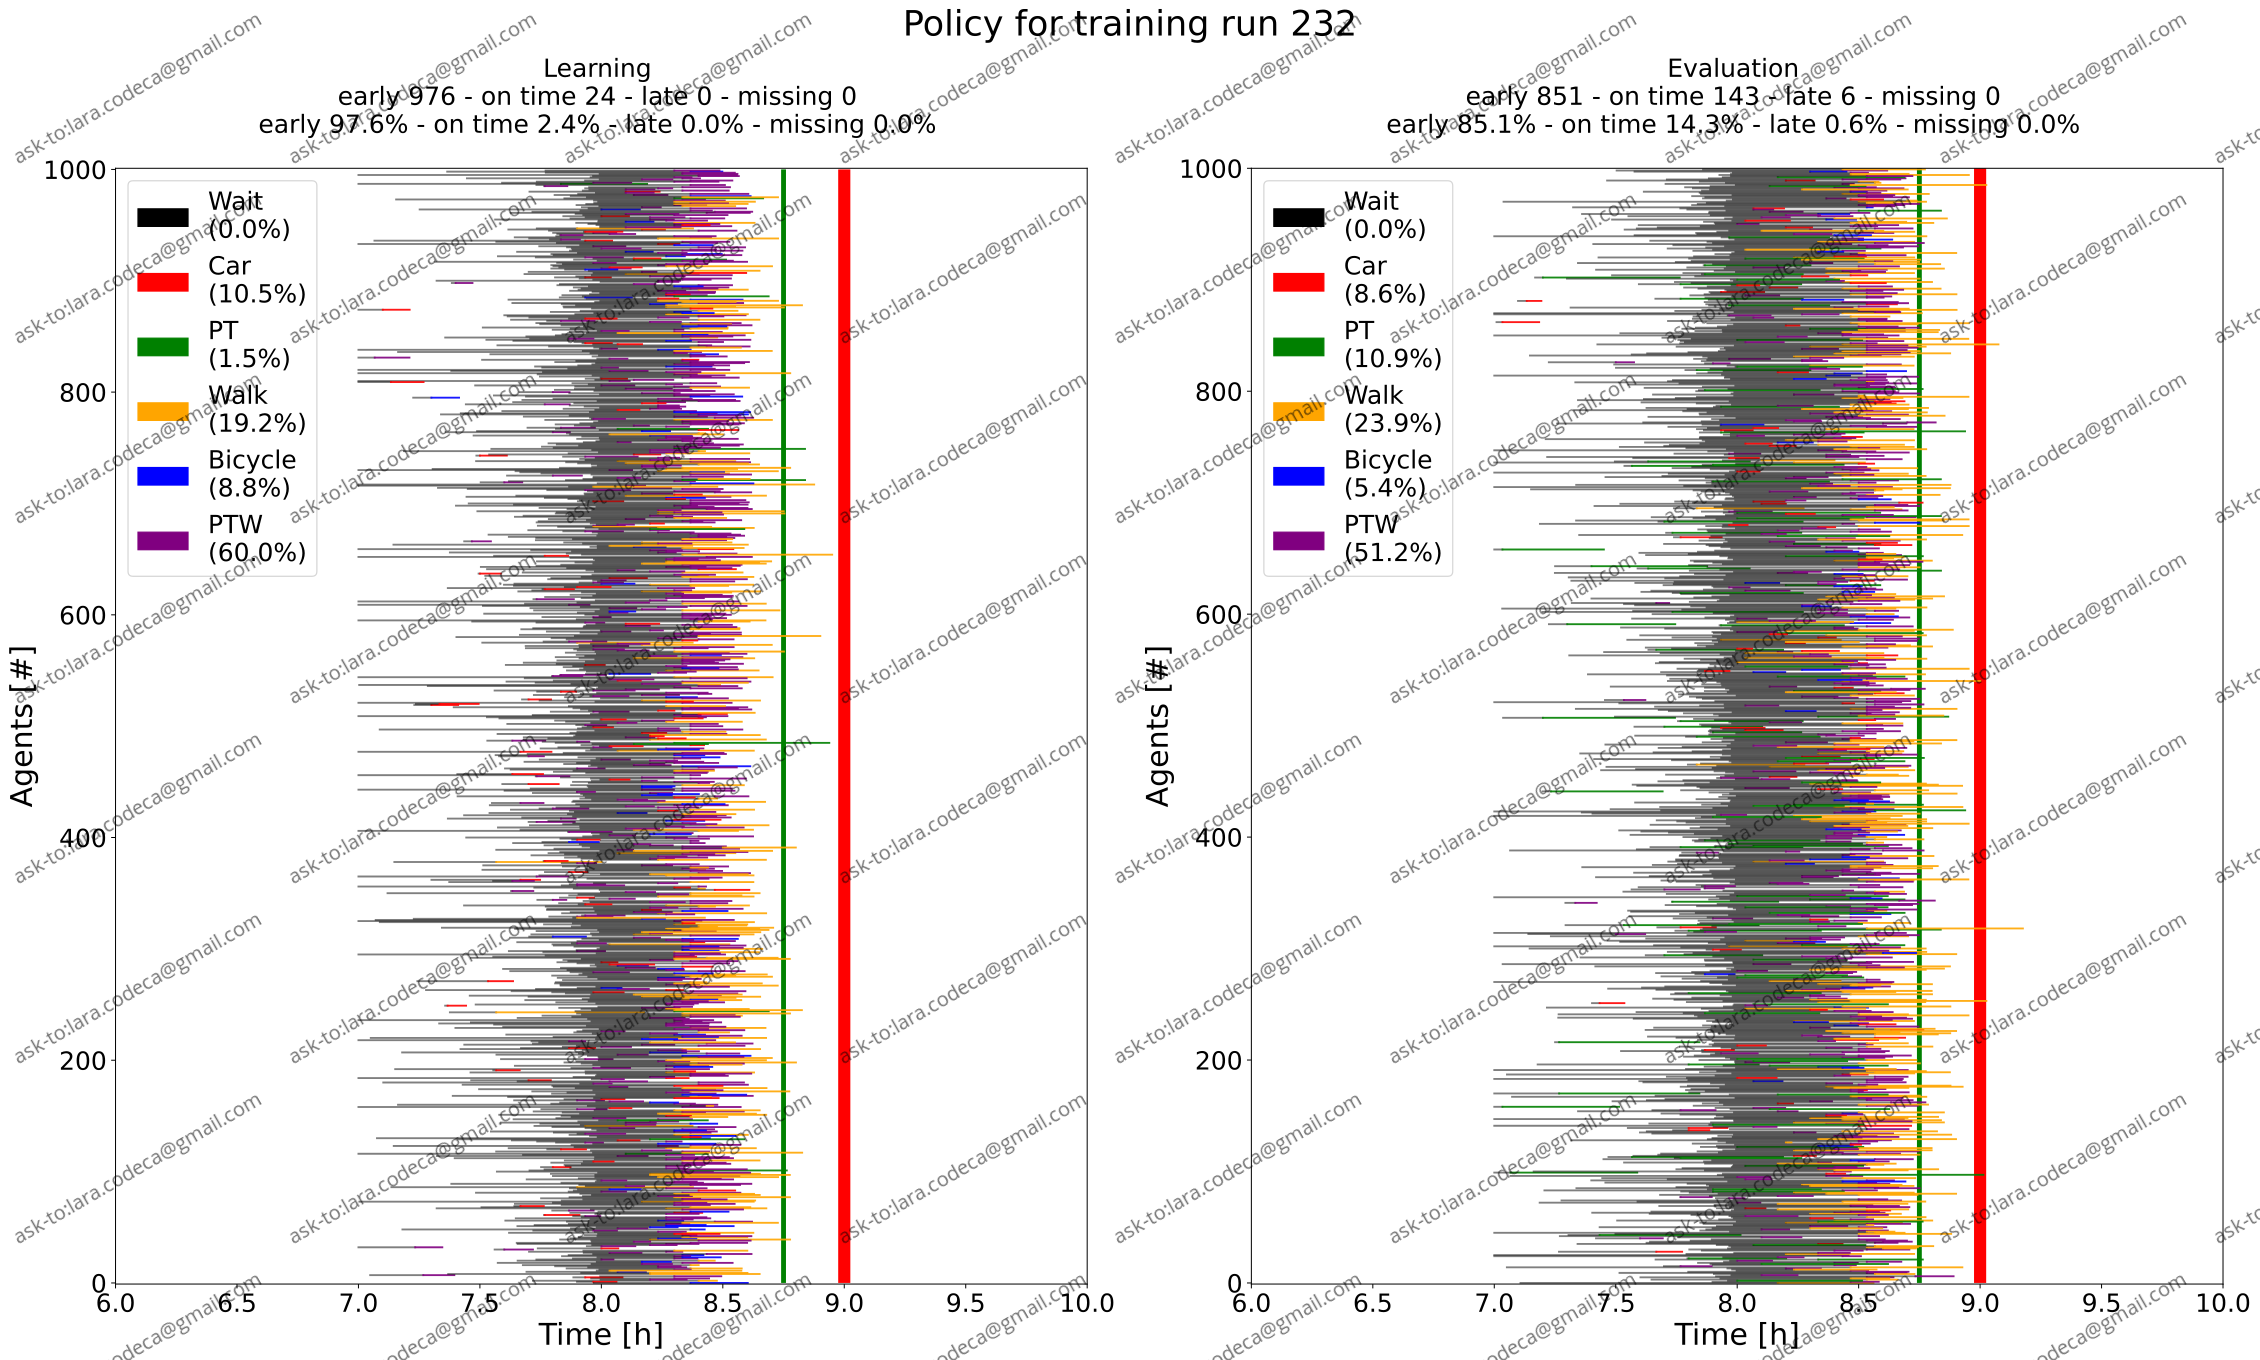 Policy for training run 232
Learning
early 976 - on time 24 - late 0 - missing 0
early 97.6% - on time 2.4% - late 0.0% - missing 0.0%
1000
800
600
400
200
0
Agents [#]
Wait
(0.0%)
Car
(10.5%)
PT
(1.5%)
Walk
(19.2%)
Bicycle
(8.8%)
PTW
(60.0%)
6.0 6.5 7.0 7.5 8.0 8.5 9.0 9.5 10.0
Time [h]
Evaluation
early 851 - on time 143 - late 6 - missing 0
early 85.1% - on time 14.3% - late 0.6% - missing 0.0%
1000
800
600
400
200
0
Agents [#]
Wait
(0.0%)
Car
(8.6%)
PT
(10.9%)
Walk
(23.9%)
Bicycle
(5.4%)
PTW
(51.2%)
6.0 6.5 7.0 7.5 8.0 8.5 9.0 9.5 10.0
Time [h]
ask-to:lara.codeca@gmail.com